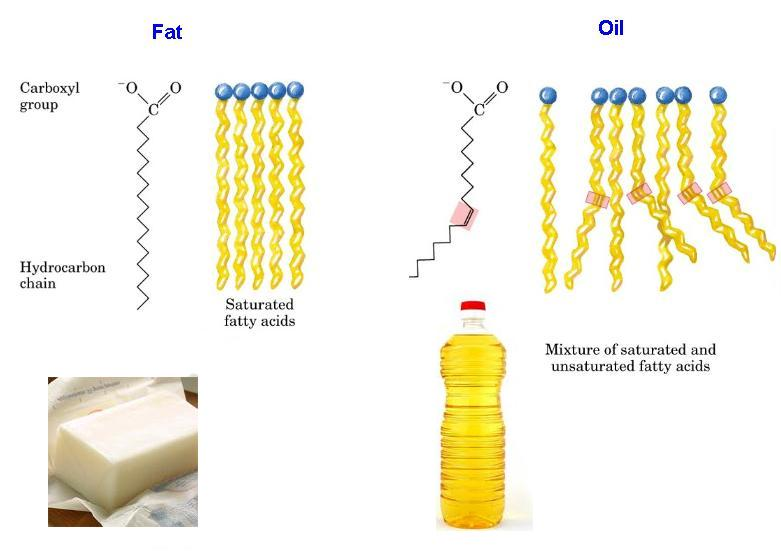 Fat
Oil
Carboxyl
group
⁻O
O
C
Hydrocarbon
chain
Saturated
fatty acids
⁻O
O
C
Mixture of saturated and
unsaturated fatty acids